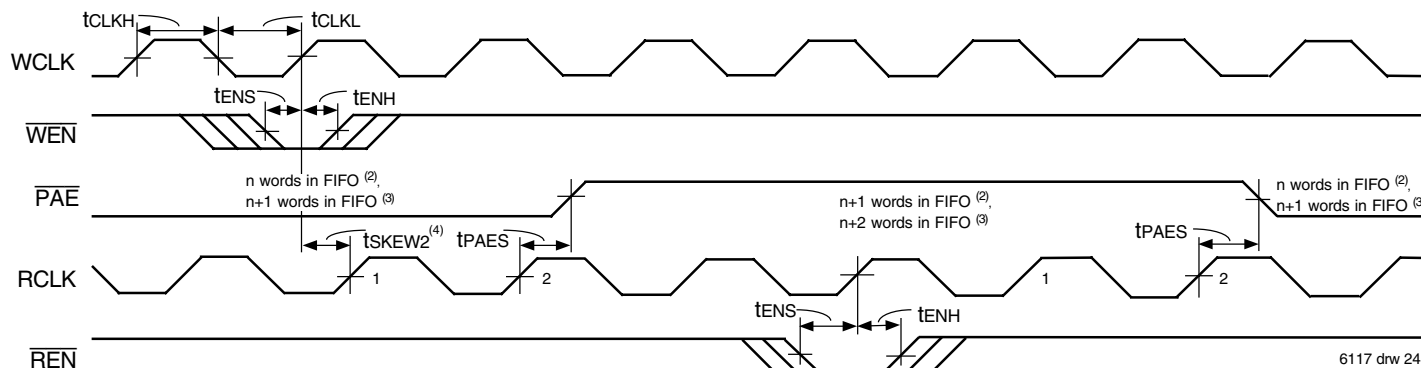 tCLKH tCLKL
WCLK
tENS tENH
WEN
PAE
n words in FIFO (2),
n+1 words in FIFO (3)
n+1 words in FIFO (2),
n+2 words in FIFO (3)
n words in FIFO (2),
n+1 words in FIFO (3
tSKEW2(4) tPAES tPAES
RCLK 1 2 1 2
tENS tENH
REN
6117 drw 24